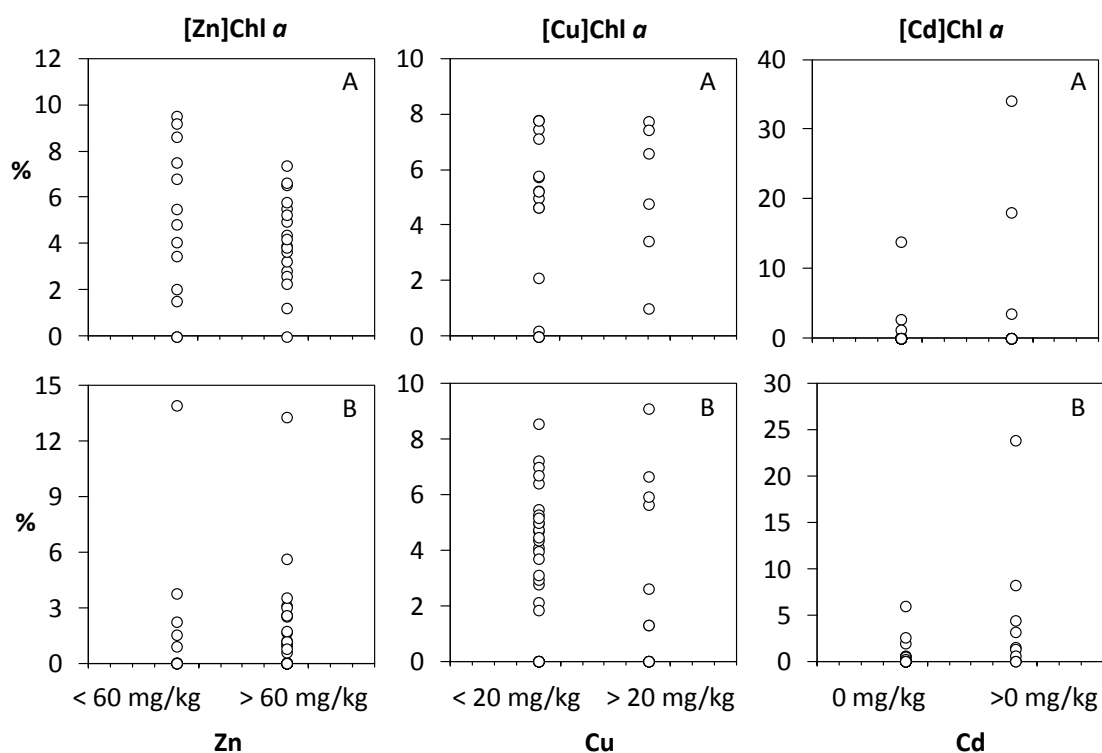 [Zn]Chl a [Cu]Chl a [Cd]Chl a
12 10 8 6 4 2 0
%
A
10 8 6 4 2 0
A
40 30 20 10 0
A
15 12 9 6 3 0
%
B
10 8 6 4 2 0
B
30 25 20 15 10 5 0
B
< 60 mg/kg > 60 mg/kg < 20 mg/kg > 20 mg/kg 0 mg/kg >0 mg/kg
Zn Cu Cd